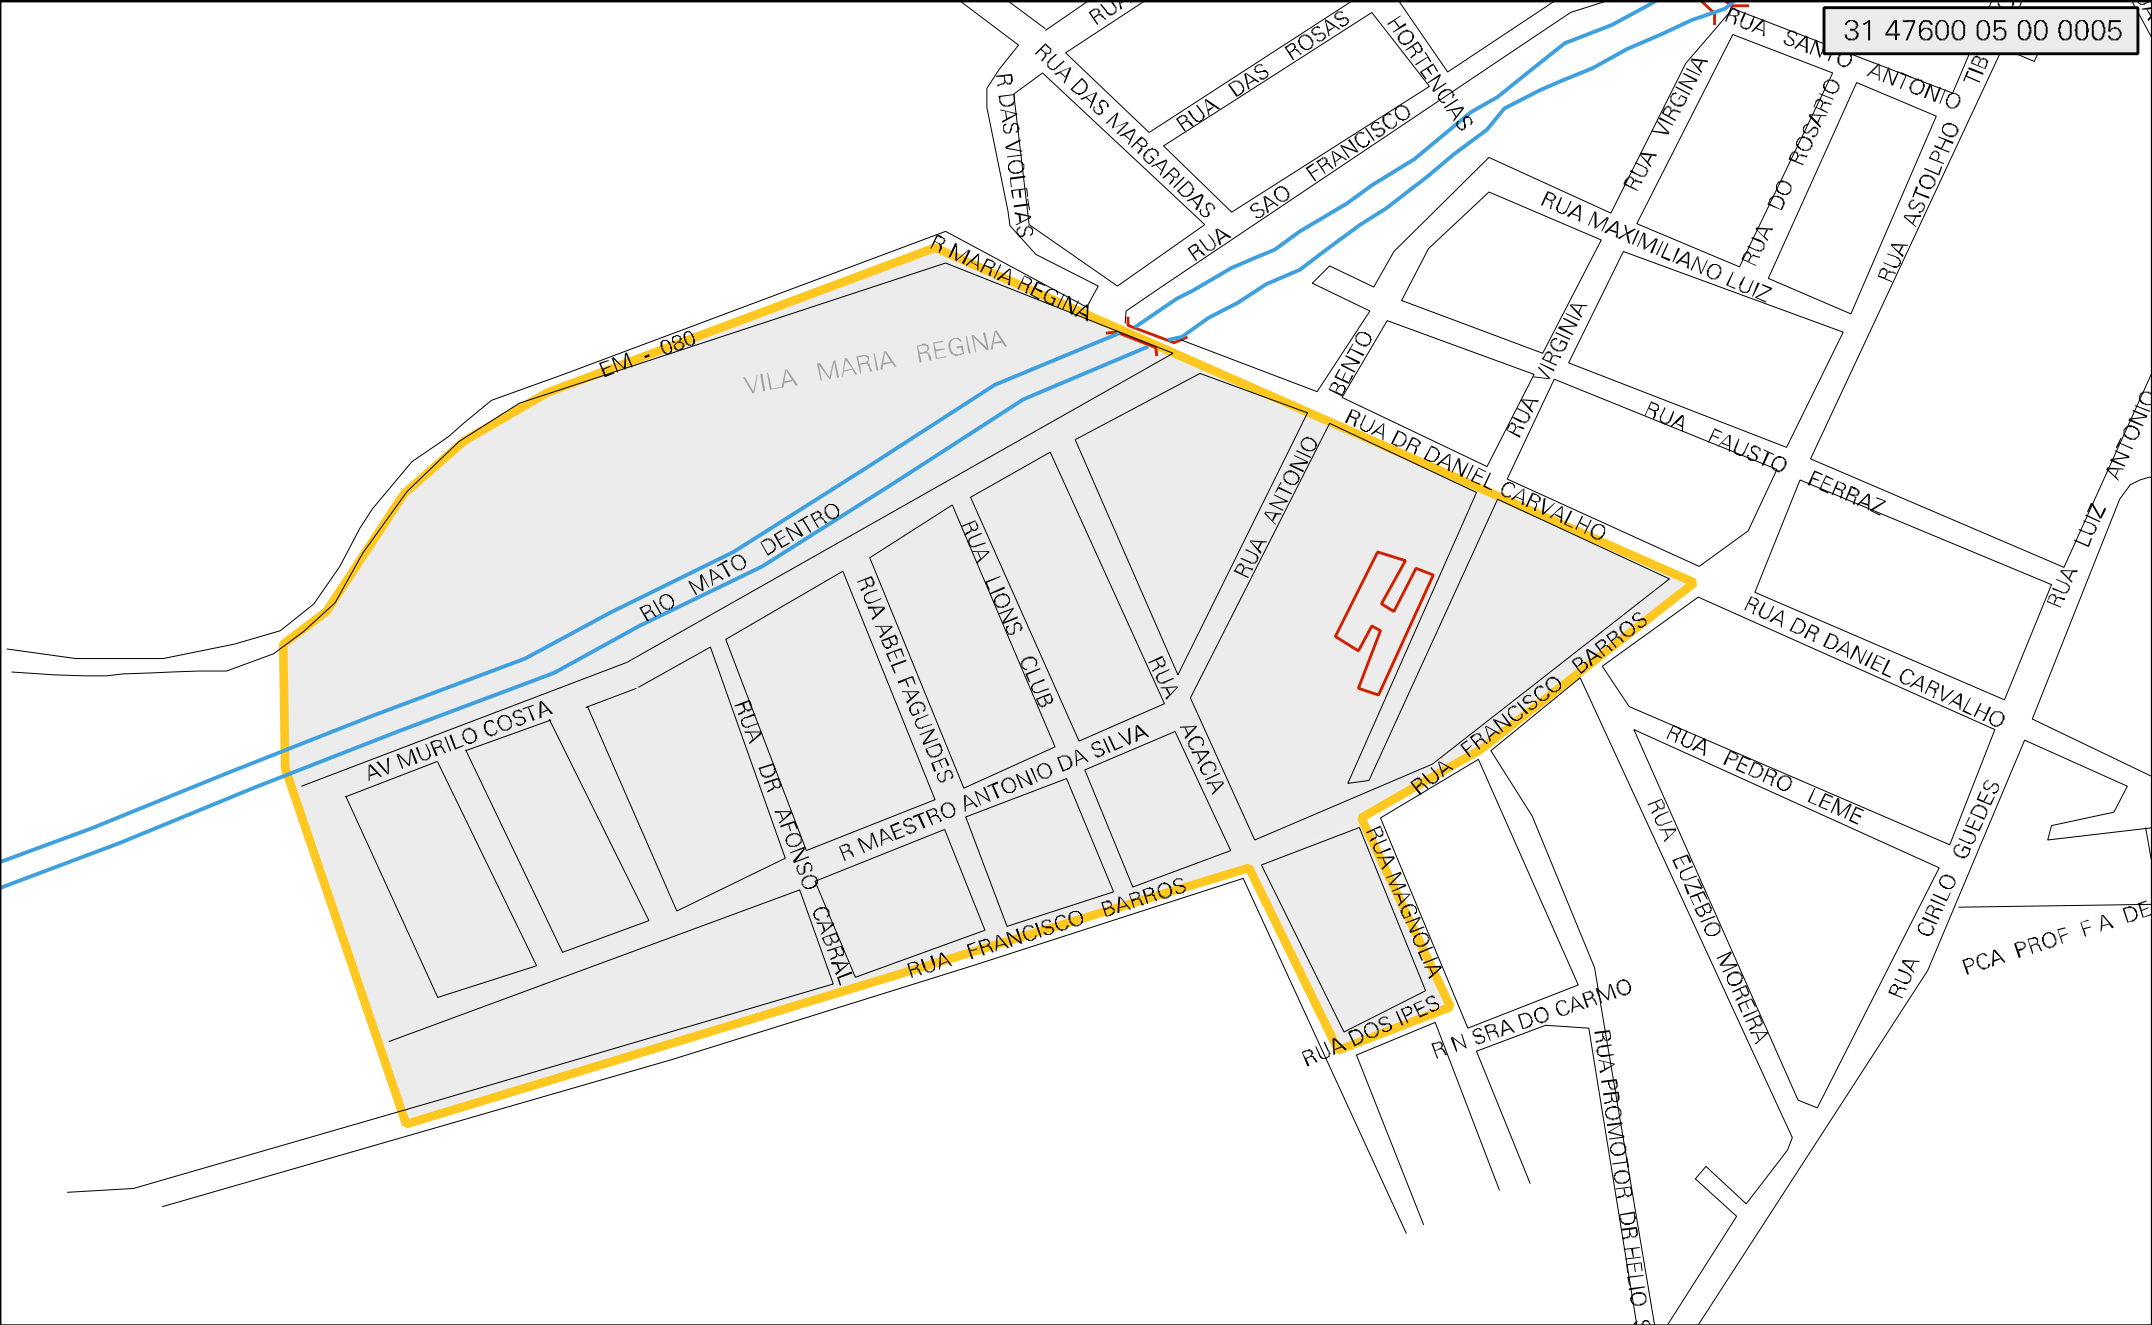 31 47600 05 00 0005
RUA
RUA DAS ROSAS
HORTENCIAS
RUA SANTO ANTONIO
RUA DAS MARGARIDAS
R DAS VIOLETAS
RUA SAO FRANCISCO
RUA VIRGINIA
RUA DO ROSARIO
RUA ASTOLPHO TIB
RUA MAXIMILIANO LUIZ
R MARIA REGINA
EM - 080
VILA MARIA REGINA
BENTO
RUA VIRGINIA
RUA FAUSTO FERRAZ
RUA LUIZ ANTONIO
RUA DR DANIEL CARVALHO
RUA ANTONIO
RIO MATO DENTRO
RUA LIONS CLUB
RUA ABEL FAGUNDES
RUA DR DANIEL CARVALHO
RUA FRANCISCO BARROS
RUA ACACIA
AV MURILO COSTA
RUA DR AFONSO CABRAL
R MAESTRO ANTONIO DA SILVA
RUA PEDRO LEME
RUA EUZEBIO MOREIRA
RUA CIRILO GUEDES
RUA MAGNOLIA
RUA FRANCISCO BARROS
PCA PROF F A DE
RUA DOS IPES
R N SRA DO CARMO
RUA PROMOTOR DR HELIO